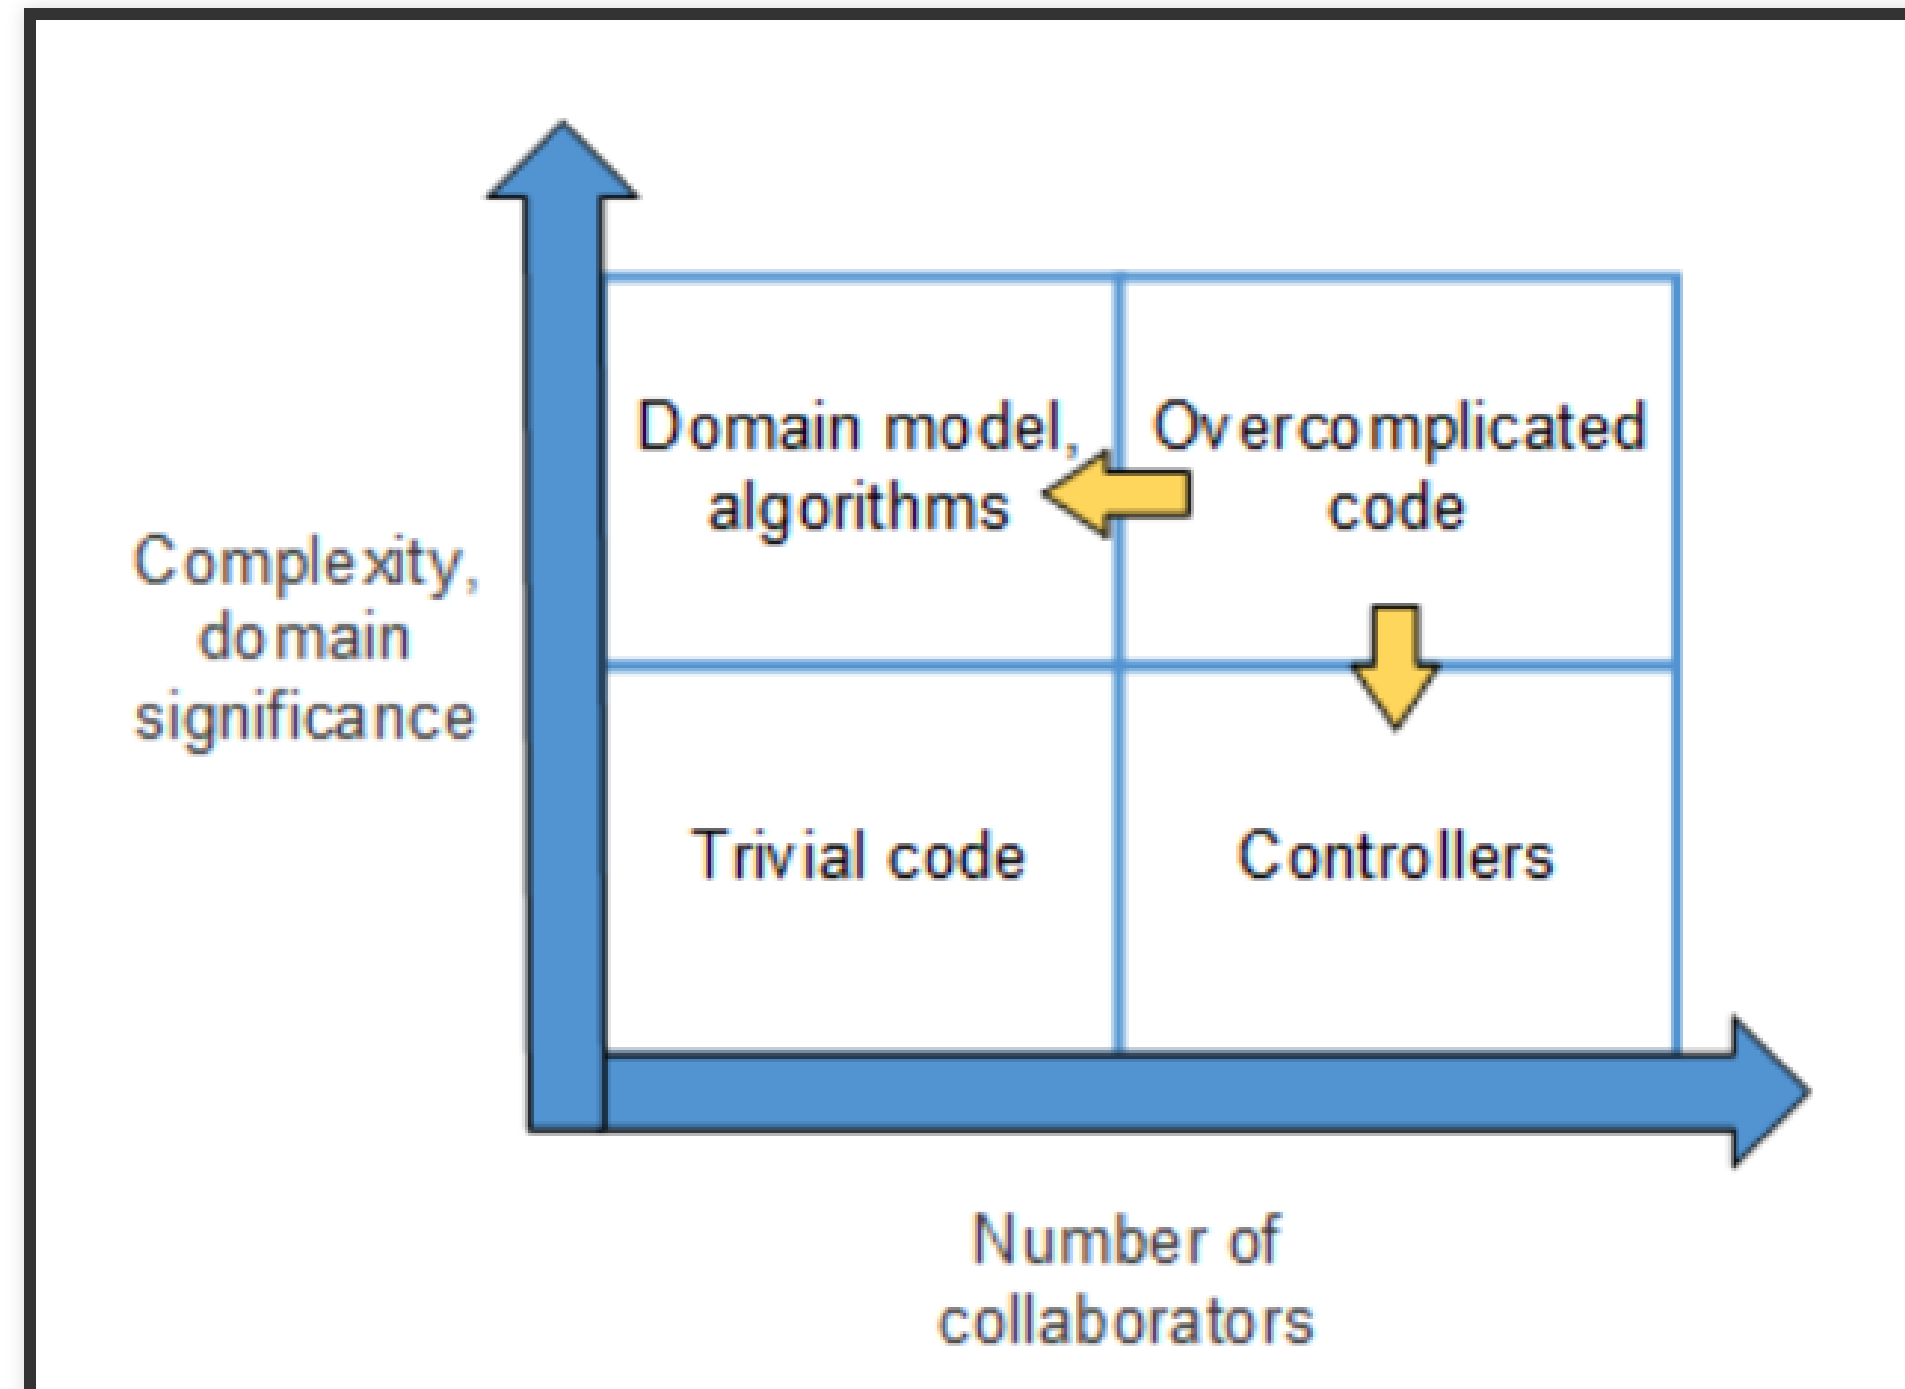 Domain model,
algorithms
Overcomplicated
code
Complexity,
domain
significance
Trivial code
Controllers
Number of
collaborators